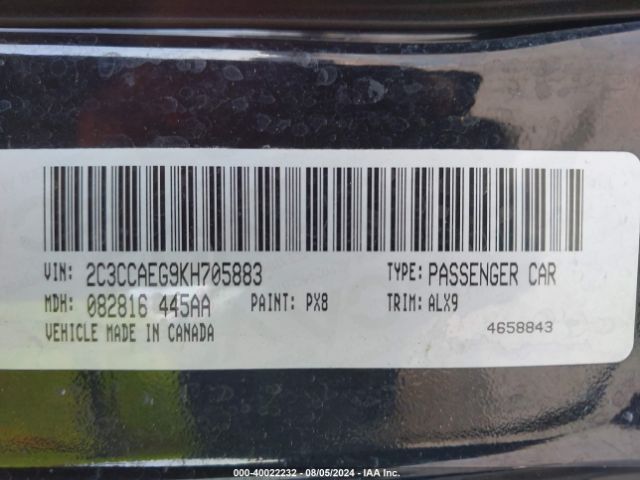 VIN: 2C3CCAEG9KH705883 TYPE: PASSENGER CAR
MDH: 082816 445AA PAINT: PX8 TRIM: ALX9
VEHICLE MADE IN CANADA 4658843
000-40022232 - 08/05/2024 - IAA Inc.